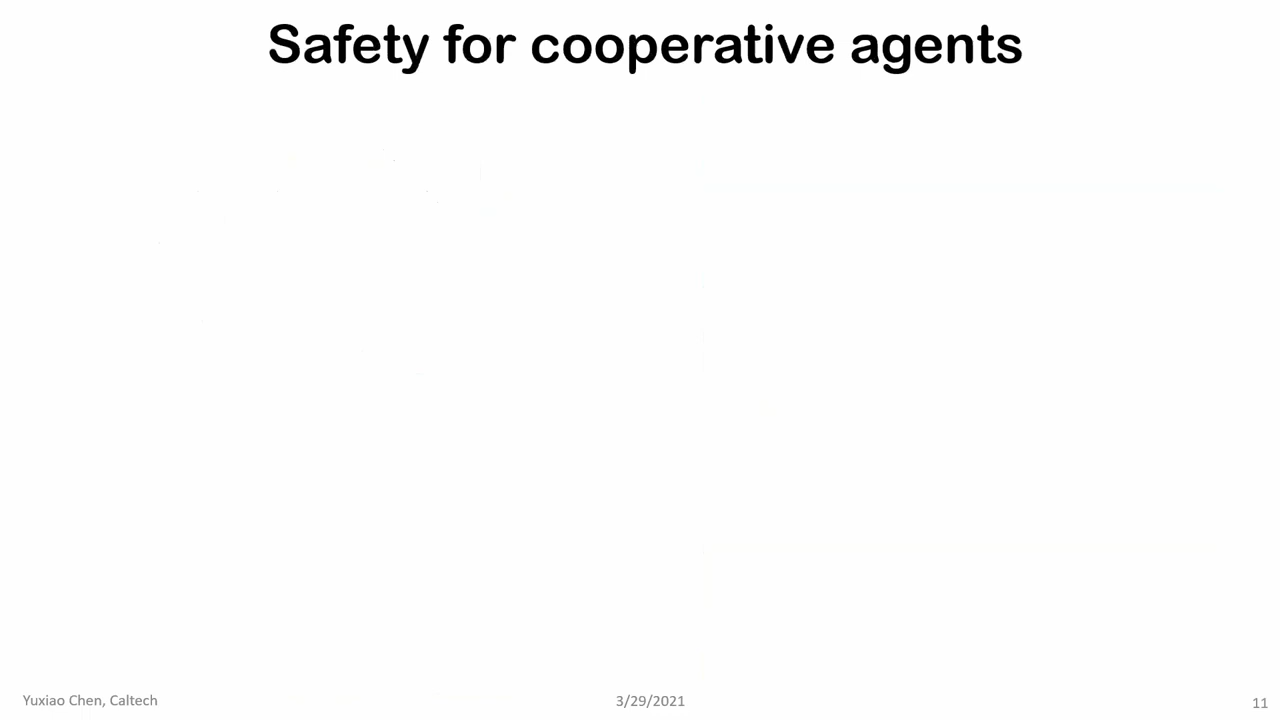 Safety for cooperative agents
Yuxiao Chen, Caltech
3/29/2021
11